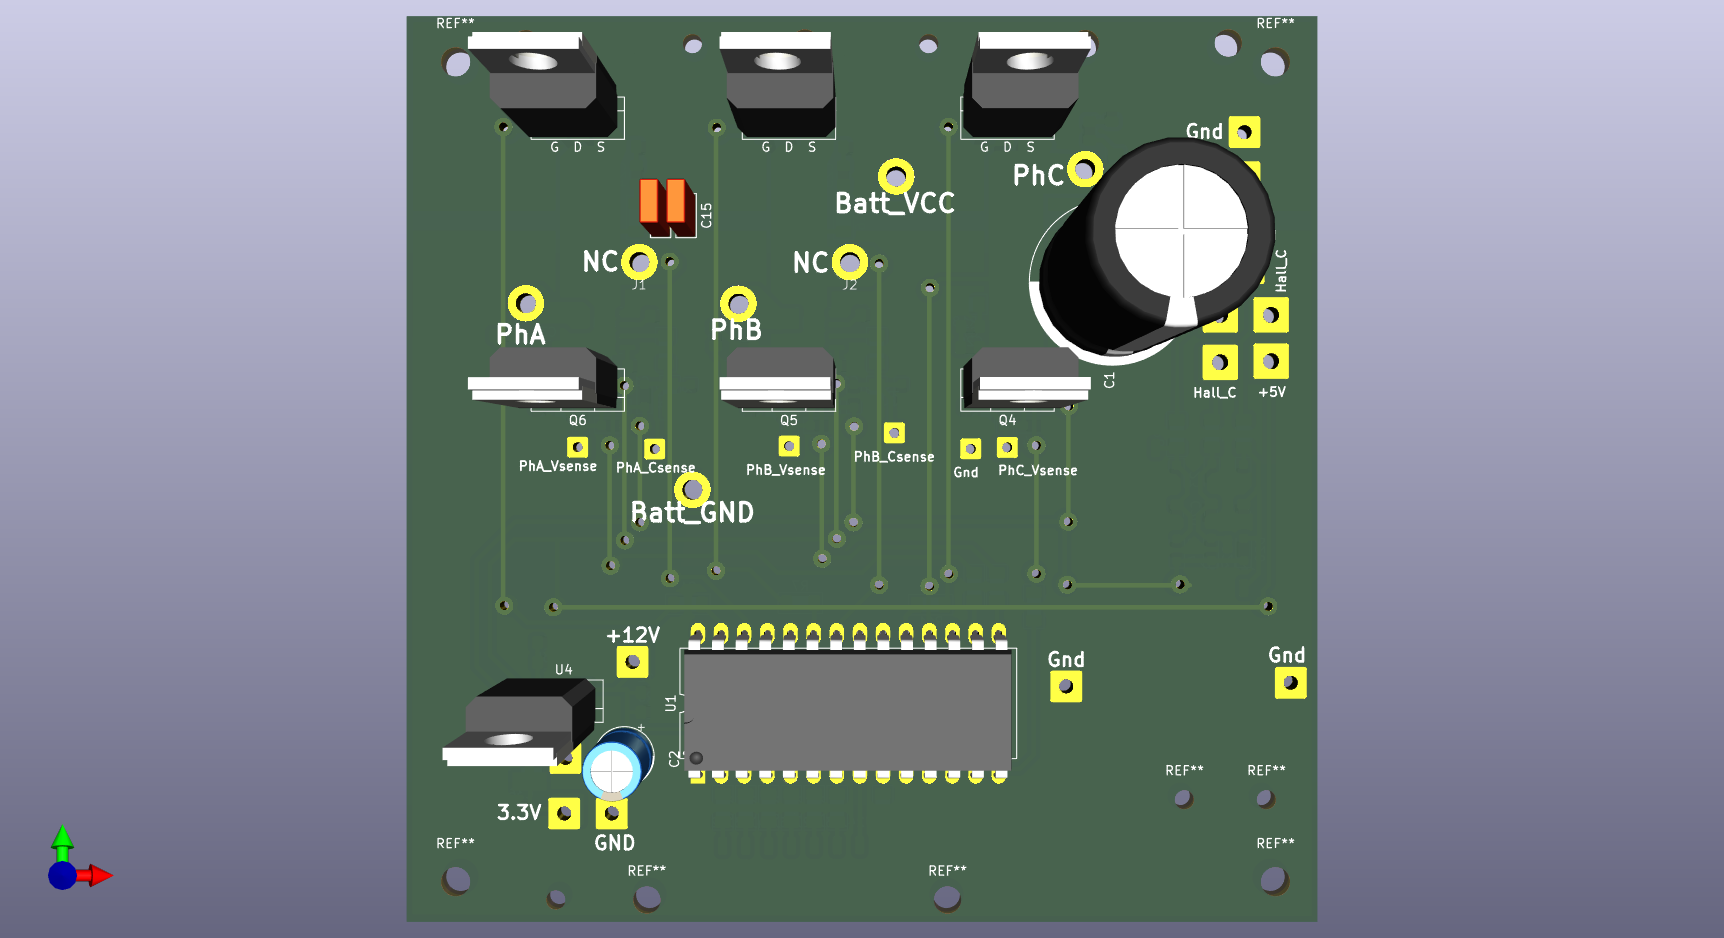 REF** REF**
G D S G D S G D S
Gnd
PhC
Batt_VCC
C15
NC NC
J1 J2
Hall_C
PhA PhB
C1
Hall_C +5V
Q6 Q5 Q4
PhA_Vsense PhA_Csense PhB_Vsense PhB_Csense Gnd PhC_Vsense
Batt_GND
+12V
Gnd Gnd
U4
U1
+
C2
3.3V
GND
REF** REF**
REF** REF**
REF** REF**